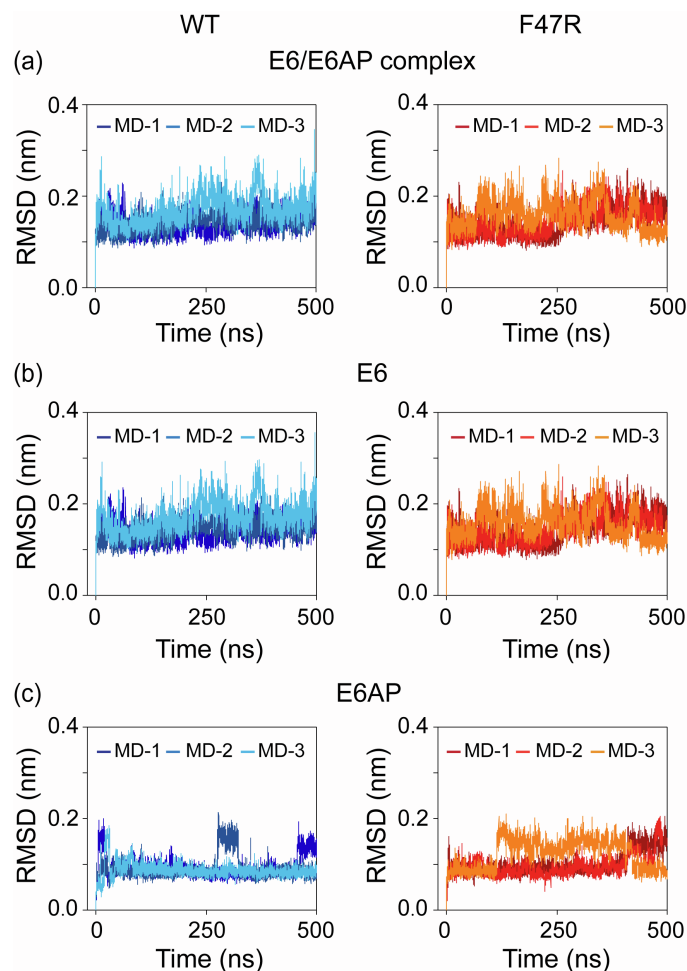 WT F47R
(a) E6/E6AP complex
0.4 0.4
MD-1 MD-2 MD-3 MD-1 MD-2 MD-3
RMSD (nm) RMSD (nm)
0.2 0.2
0.0 0.0
0 250 500 0 250 500
Time (ns) Time (ns)
(b) E6
0.4 0.4
MD-1 MD-2 MD-3 MD-1 MD-2 MD-3
RMSD (nm) RMSD (nm)
0.2 0.2
0.0 0.0
0 250 500 0 250 500
Time (ns) Time (ns)
(c) E6AP
0.4 0.4
MD-1 MD-2 MD-3 MD-1 MD-2 MD-3
RMSD (nm) RMSD (nm)
0.2 0.2
0.0 0.0
0 250 500 0 250 500
Time (ns) Time (ns)